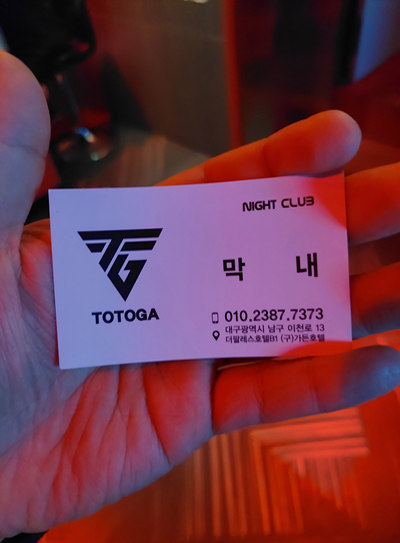 NIGHT CLUB
TG
TOTOGA
막 내
010.2387.7373
대구광역시 남구 이천로 13
더팔레스호텔B1 (구)가든호텔